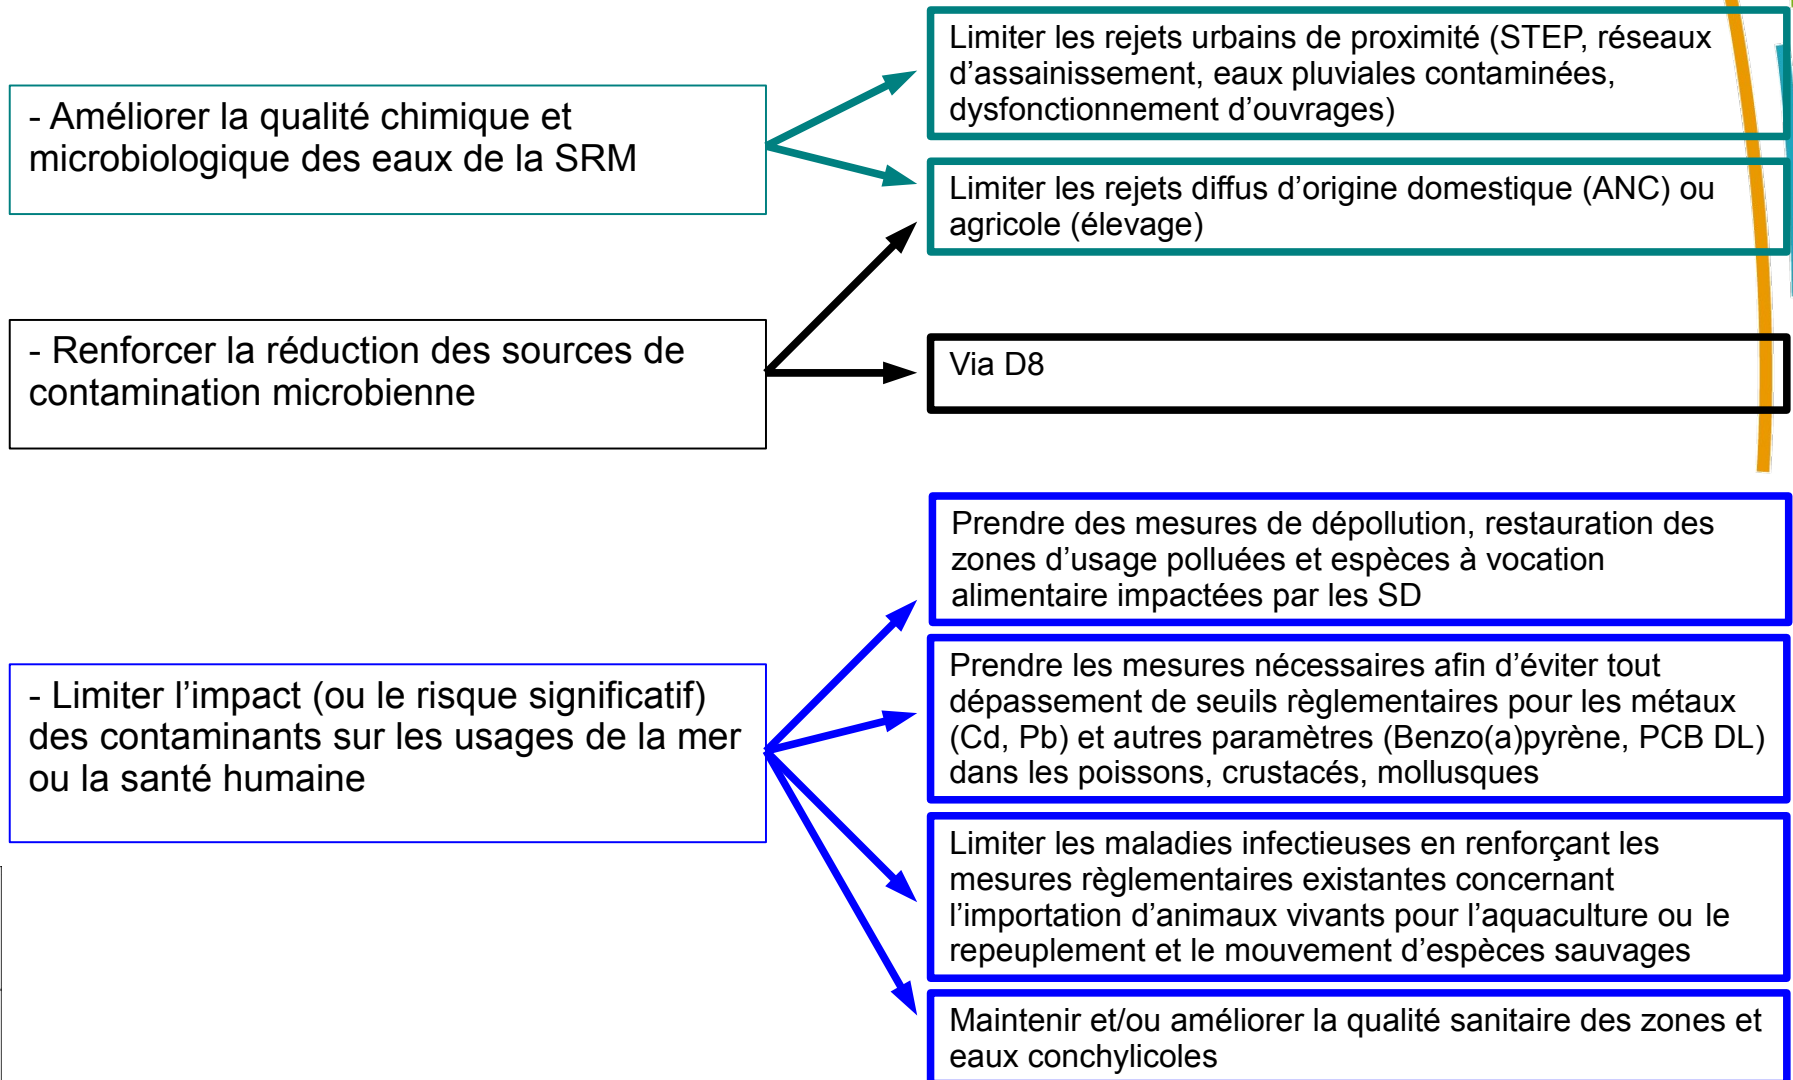 - Améliorer la qualité chimique et
microbiologique des eaux de la SRM
Limiter les rejets urbains de proximité (STEP, réseaux
d’assainissement, eaux pluviales contaminées,
dysfonctionnement d’ouvrages)
Limiter les rejets diffus d’origine domestique (ANC) ou
agricole (élevage)
- Renforcer la réduction des sources de
contamination microbienne
Via D8
- Limiter l’impact (ou le risque significatif)
des contaminants sur les usages de la mer
ou la santé humaine
Prendre des mesures de dépollution, restauration des
zones d’usage polluées et espèces à vocation
alimentaire impactées par les SD
Prendre les mesures nécessaires afin d’éviter tout
dépassement de seuils règlementaires pour les métaux
(Cd, Pb) et autres paramètres (Benzo(a)pyrène, PCB DL)
dans les poissons, crustacés, mollusques
Limiter les maladies infectieuses en renforçant les
mesures règlementaires existantes concernant
l’importation d’animaux vivants pour l’aquaculture ou le
repeuplement et le mouvement d’espèces sauvages
Maintenir et/ou améliorer la qualité sanitaire des zones et
eaux conchylicoles